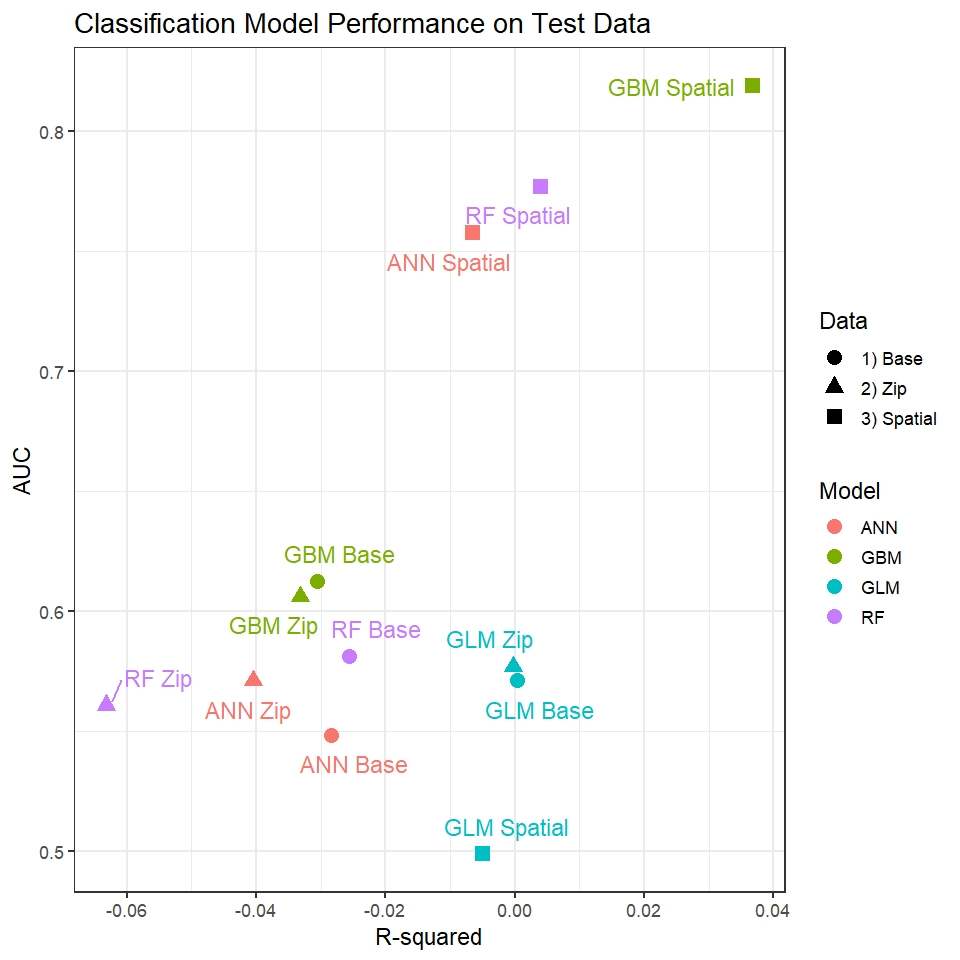 Classification Model Performance on Test Data
GBM Spatial
RF Spatial
ANN Spatial
GBM Base
GBM Zip
RF Base
GLM Zip
RF Zip
ANN Zip
GLM Base
ANN Base
GLM Spatial
AUC
0.8
0.7
0.6
0.5
-0.06
-0.04
-0.02
0.00
0.02
0.04
R-squared
Data
1) Base
2) Zip
3) Spatial
Model
ANN
GBM
GLM
RF